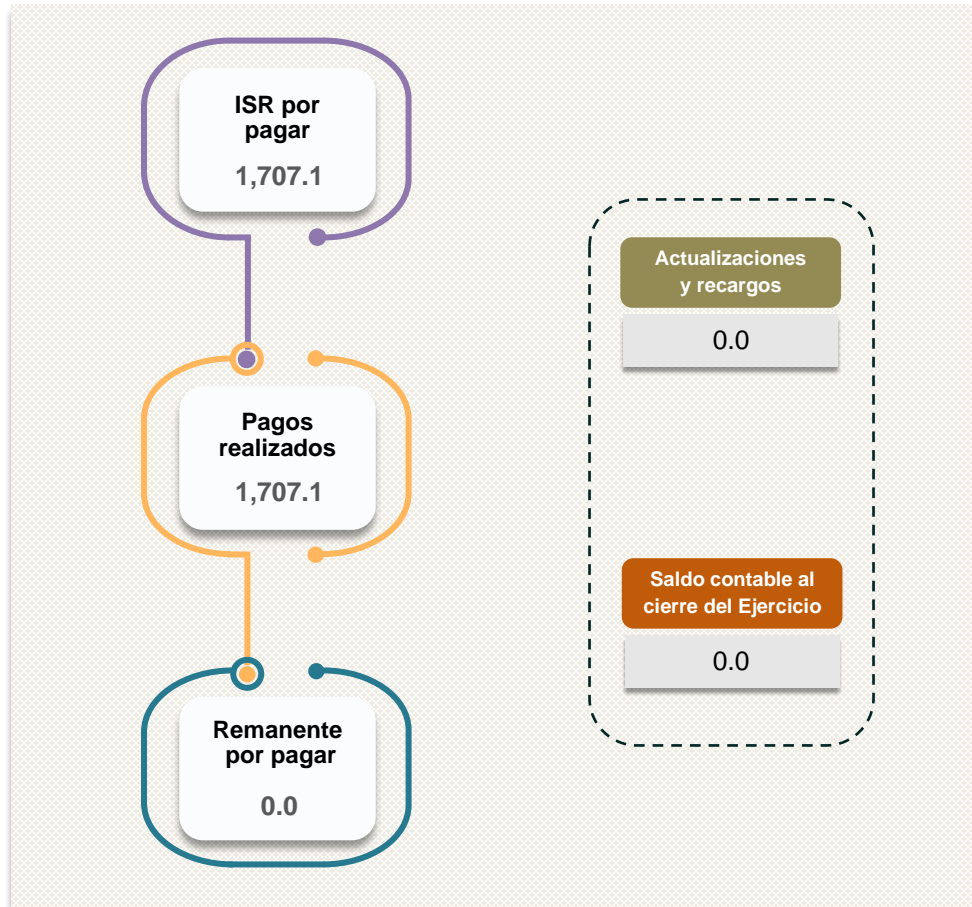 ISR por
pagar
1,707.1
Pagos
realizados
1,707.1
Remanente
por pagar
0.0
Actualizaciones
y recargos
0.0
Saldo contable al
cierre del Ejercicio
0.0